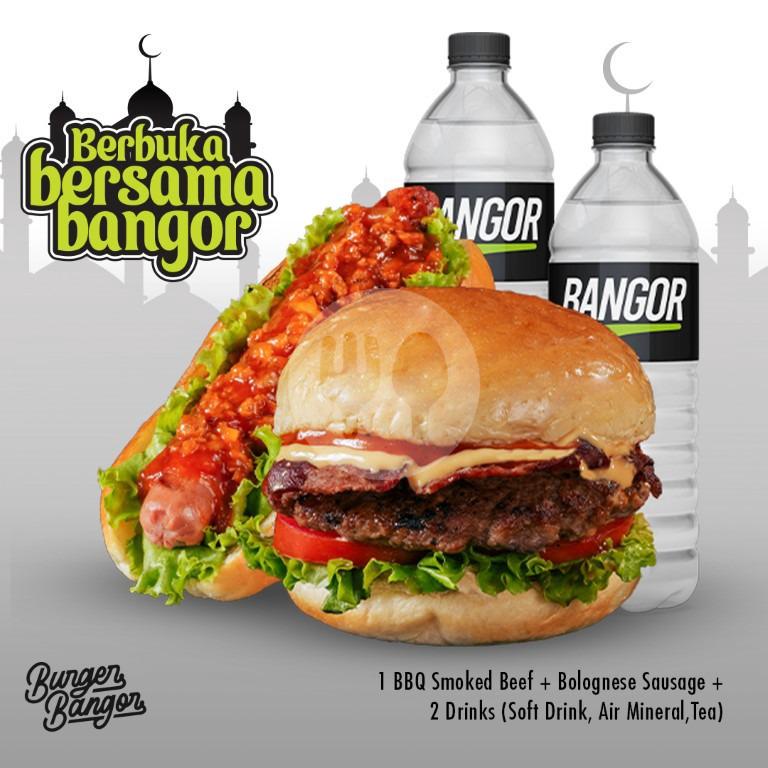 Berbuka
bersama
bangor
BANGOR
BANGOR
Burger
Bangor
1 BBQ Smoked Beef + Bolognese Sausage +
2 Drinks (Soft Drink, Air Mineral,Tea)